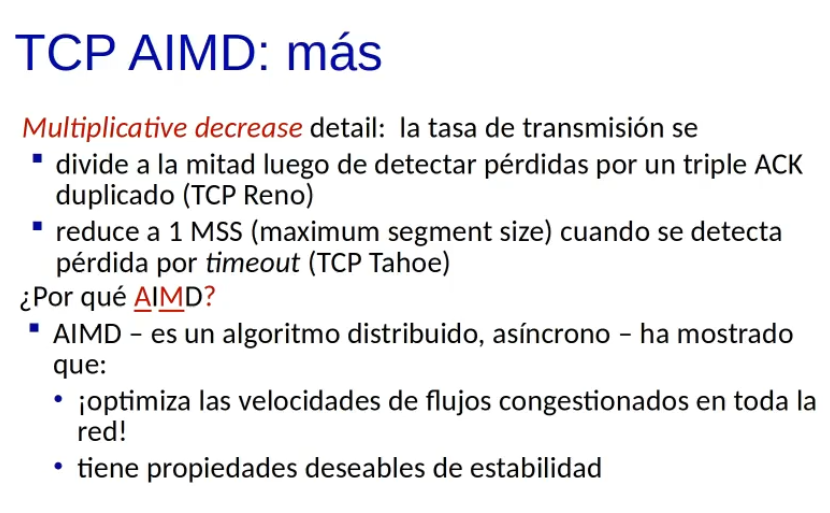 TCP AIMD: más
Multiplicative decrease detail: la tasa de transmisión se
▪ divide a la mitad luego de detectar pérdidas por un triple ACK
duplicado (TCP Reno)
▪ reduce a 1 MSS (maximum segment size) cuando se detecta
pérdida por timeout (TCP Tahoe)
¿Por qué AIMD?
▪ AIMD – es un algoritmo distribuido, asíncrono – ha mostrado
que:
• ¡optimiza las velocidades de flujos congestionados en toda la
red!
• tiene propiedades deseables de estabilidad